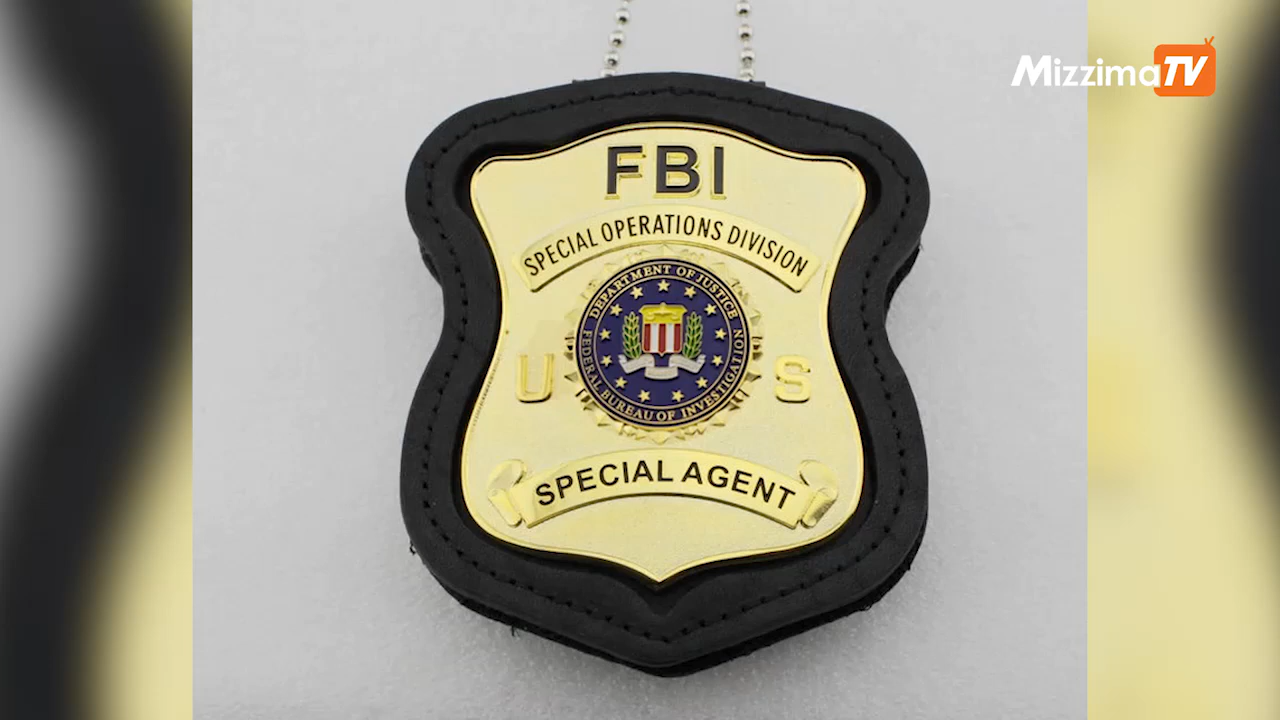 MizzimaTV
FBI
SPECIAL OPERATIONS DIVISION
DEPARTMENT OF JUSTICE
FEDERAL BUREAU OF INVESTIGATION
U S
SPECIAL AGENT